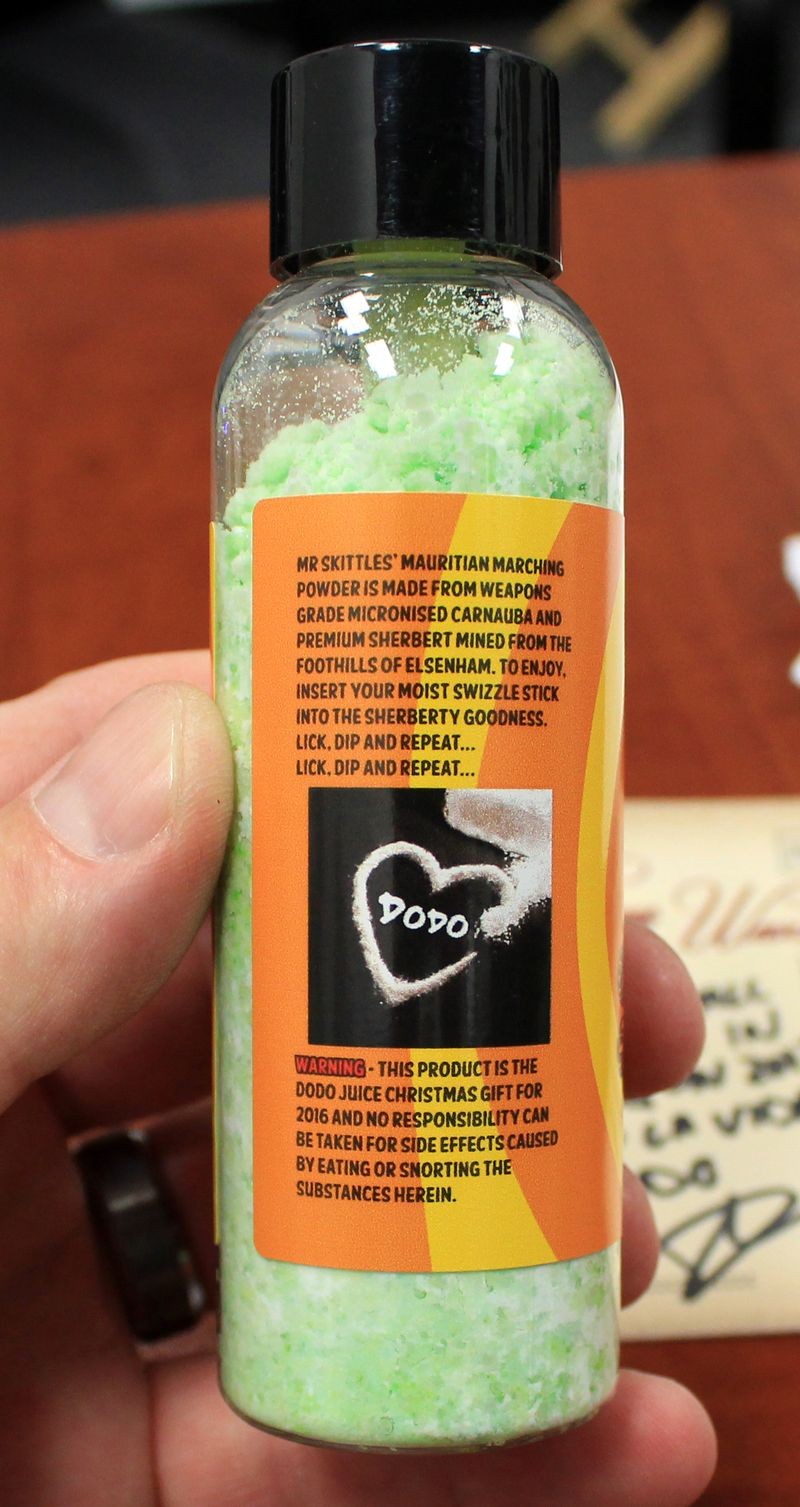 MR SKITTLES' MAURITIAN MARCHING
POWDER IS MADE FROM WEAPONS
GRADE MICRONISED CARNAUBA AND
PREMIUM SHERBERT MINED FROM THE
FOOTHILLS OF ELSENHAM. TO ENJOY,
INSERT YOUR MOIST SWIZZLE STICK
INTO THE SHERBERTY GOODNESS.
LICK, DIP AND REPEAT...
LICK, DIP AND REPEAT...
DODO
WARNING - THIS PRODUCT IS THE
DODO JUICE CHRISTMAS GIFT FOR
2016 AND NO RESPONSIBILITY CAN
BE TAKEN FOR SIDE EFFECTS CAUSED
BY EATING OR SNORTING THE
SUBSTANCES HEREIN.
IN
LA